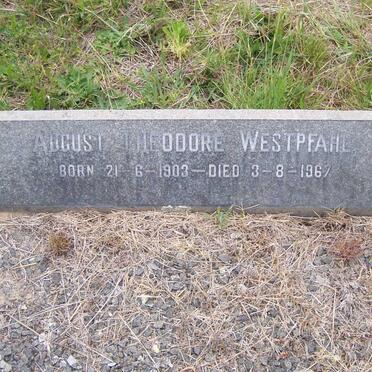 AUGUST THEODORE WESTPFAHL
BORN 21-6-1903—DIED 3-8-1967